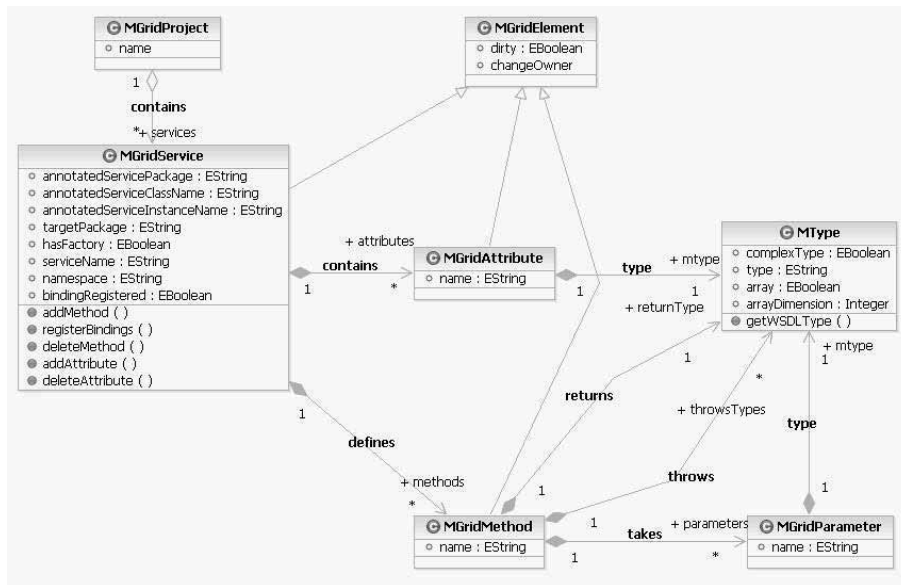 MGridProject
name
1
contains
*+ services
MGridElement
dirty : EBoolean
changeOwner
MGridService
annotatedServicePackage : EString
annotatedServiceClassName : EString
annotatedServiceInstanceName : EString
targetPackage : EString
hasFactory : EBoolean
serviceName : EString
namespace : EString
bindingRegistered : EBoolean
addMethod ( )
registerBindings ( )
deleteMethod ( )
addAttribute ( )
deleteAttribute ( )
+ attributes
contains
1
*
MGridAttribute
name : EString
type
+ mtype
1
1
MType
complexType : EBoolean
type : EString
array : EBoolean
arrayDimension : Integer
getWSDLType ( )
+ returnType
1
returns
1
+ mtype
1
*
+ throwsTypes
throws
1
type
1
1
defines
+ methods
*
MGridMethod
name : EString
takes
+ parameters
1
*
MGridParameter
name : EString